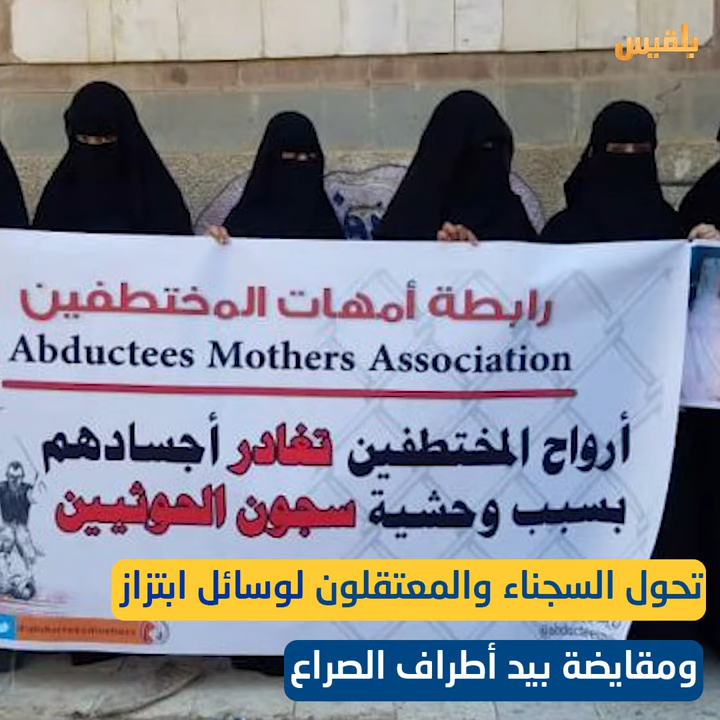 بلقيس
رابطة أمهات المختطفين
Abductees Mothers Association
أرواح المختطفين تغادر أجسادهم
بسبب وحشية سجون الحوثيين
تحول السجناء والمعتقلون لوسائل ابتزاز
ومقايضة بيد أطراف الصراع